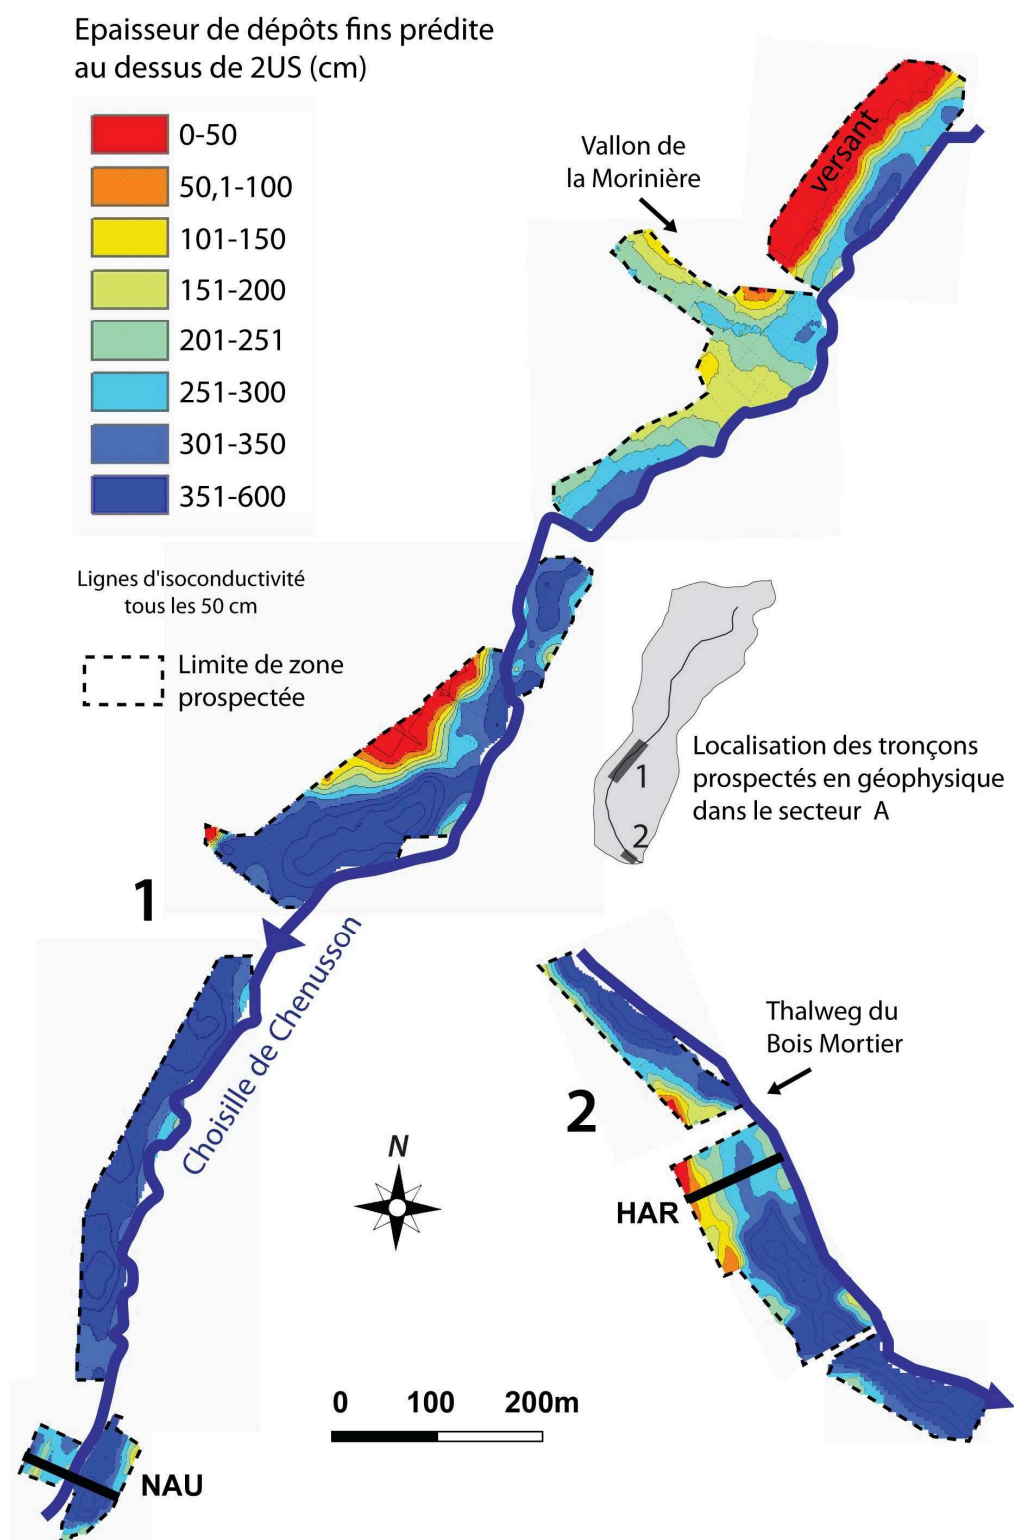 Epaisseur de dépôts fins prédite
au dessus de 2US (cm)
0-50
50,1-100
101-150
151-200
201-251
251-300
301-350
351-600
Lignes d'isoconductivité
tous les 50 cm
Limite de zone
prospectée
Vallon de
la Morinière
versant
1
2
Localisation des tronçons
prospectés en géophysique
dans le secteur A
1
Choisille de Chenusson
Thalweg du
Bois Mortier
2
HAR
N
0 100 200m
NAU